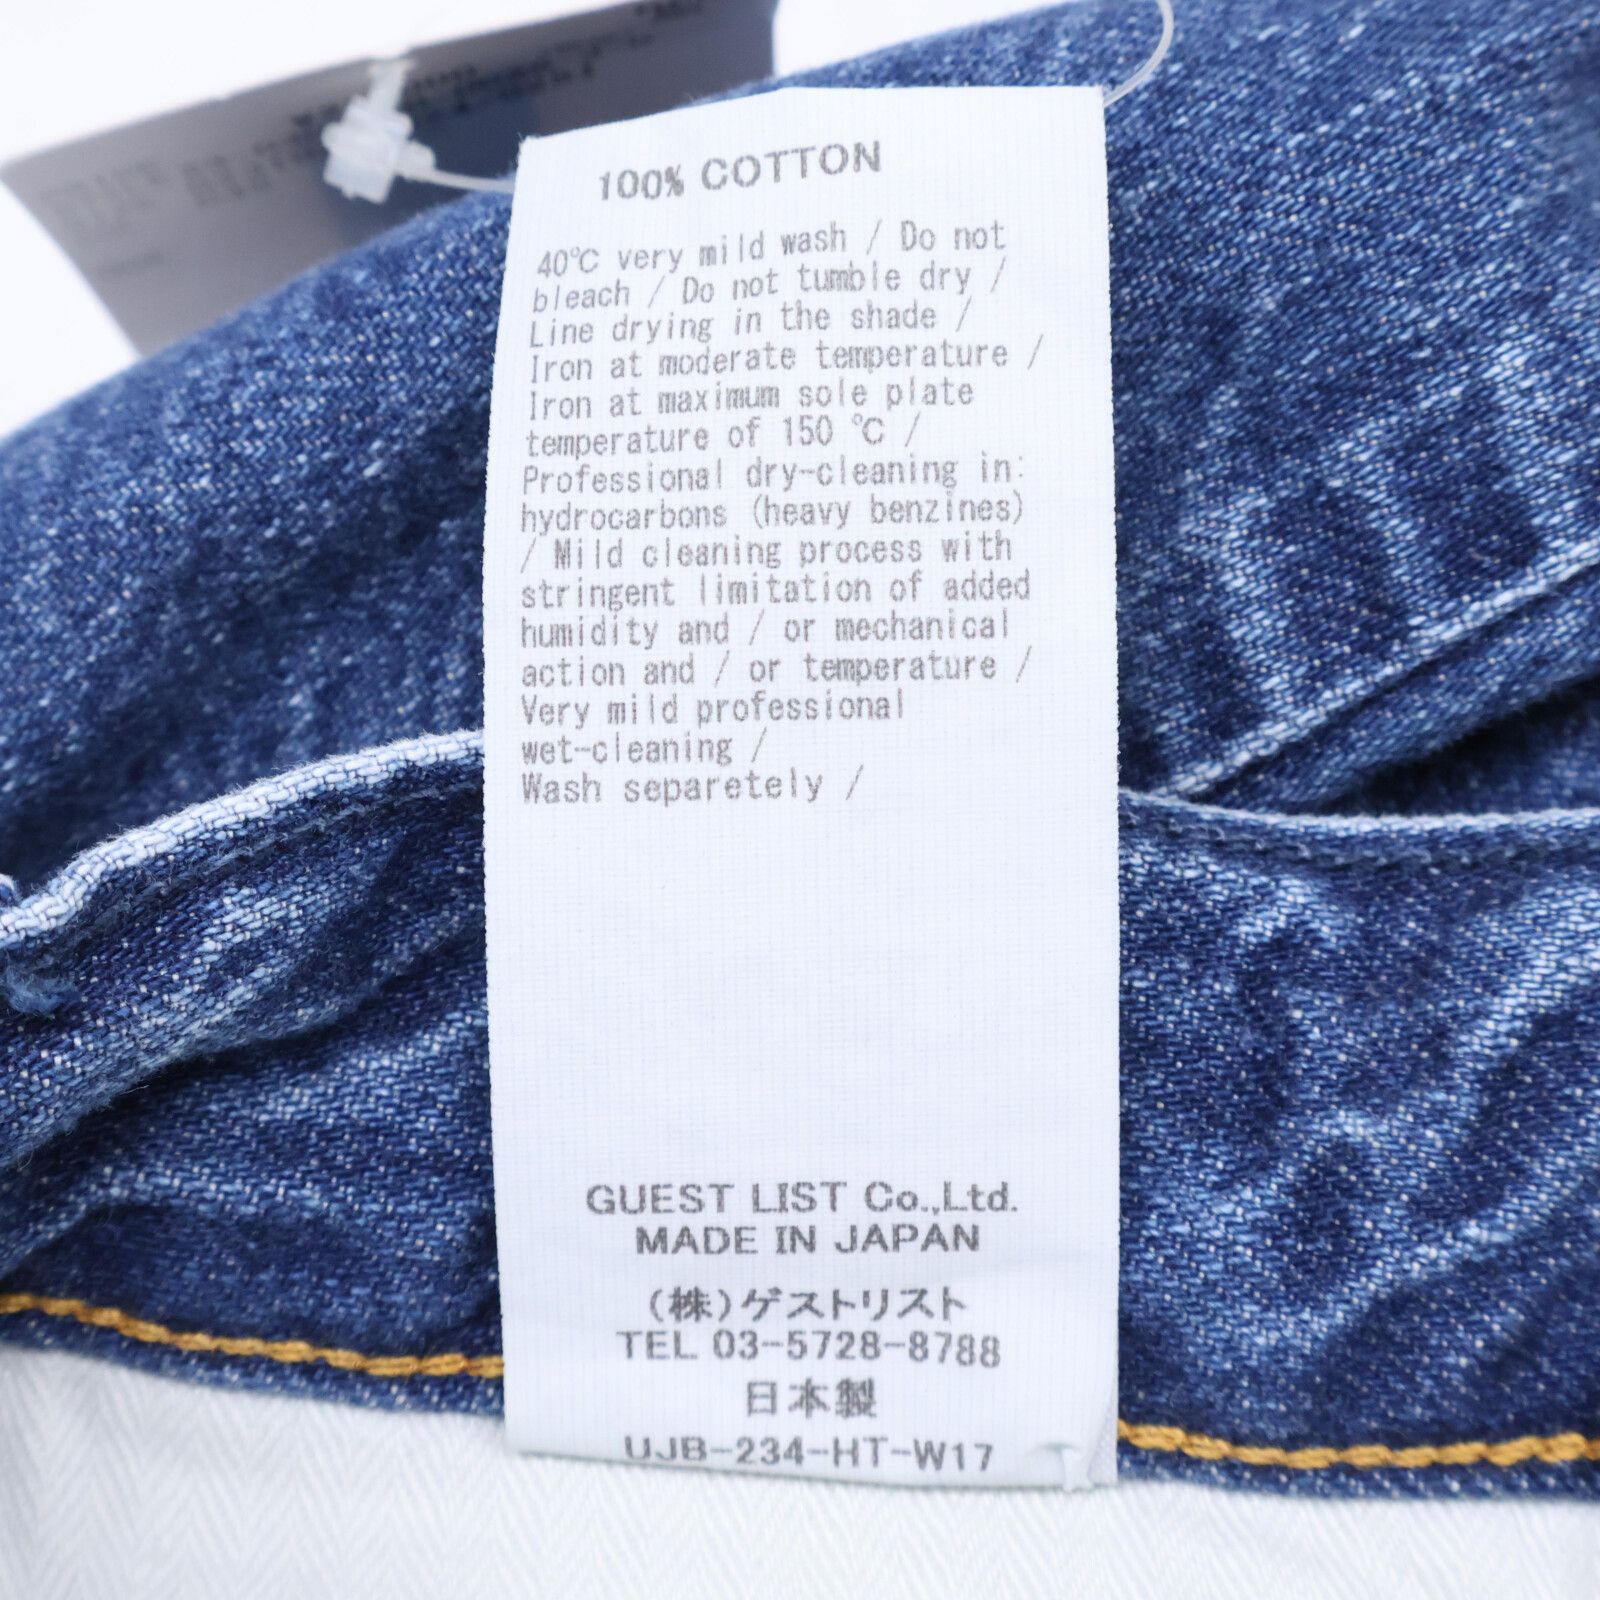 100% COTTON
40℃ very mild wash / Do not
bleach / Do not tumble dry /
Line drying in the shade /
Iron at moderate temperature /
Iron at maximum sole plate
temperature of 150 ℃ /
Professional dry-cleaning in:
hydrocarbons (heavy benzines)
/ Mild cleaning process with
stringent limitation of added
humidity and / or mechanical
action and / or temperature /
Very mild professional
wet-cleaning /
Wash separetely /
GUEST LIST Co.,Ltd.
MADE IN JAPAN
(株)ゲストリスト
TEL 03-5728-8788
日本製
UJB-234-HT-W17